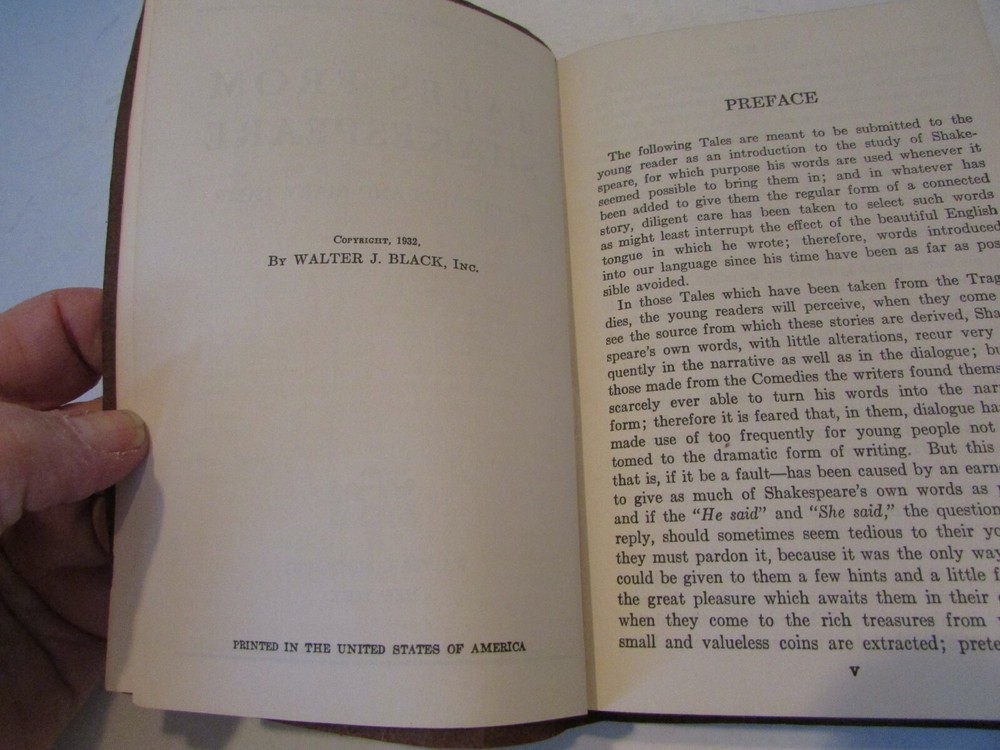 COPYRIGHT, 1932,
BY WALTER J. BLACK, INC.
PRINTED IN THE UNITED STATES OF AMERICA
PREFACE
The following Tales are meant to be submitted to the
young reader as an introduction to the study of Shake-
speare, for which purpose his words are used whenever it
seemed possible to bring them in; and in whatever has
been added to give them the regular form of a connected
story, diligent care has been taken to select such words
as might least interrupt the effect of the beautiful English
tongue in which he wrote; therefore, words introduced
into our language since his time have been as far as pos
sible avoided.
In those Tales which have been taken from the Trag
dies, the young readers will perceive, when they come
see the source from which these stories are derived, Sha
speare's own words, with little alterations, recur very
quently in the narrative as well as in the dialogue; bu
those made from the Comedies the writers found thems
scarcely ever able to turn his words into the nar
form; therefore it is feared that, in them, dialogue ha
made use of too frequently for young people not
tomed to the dramatic form of writing. But this
that is, if it be a fault—has been caused by an earn
to give as much of Shakespeare's own words as
and if the "He said" and "She said," the question
reply, should sometimes seem tedious to their yo
they must pardon it, because it was the only way
could be given to them a few hints and a little f
the great pleasure which awaits them in their
when they come to the rich treasures from
small and valueless coins are extracted; prete
V